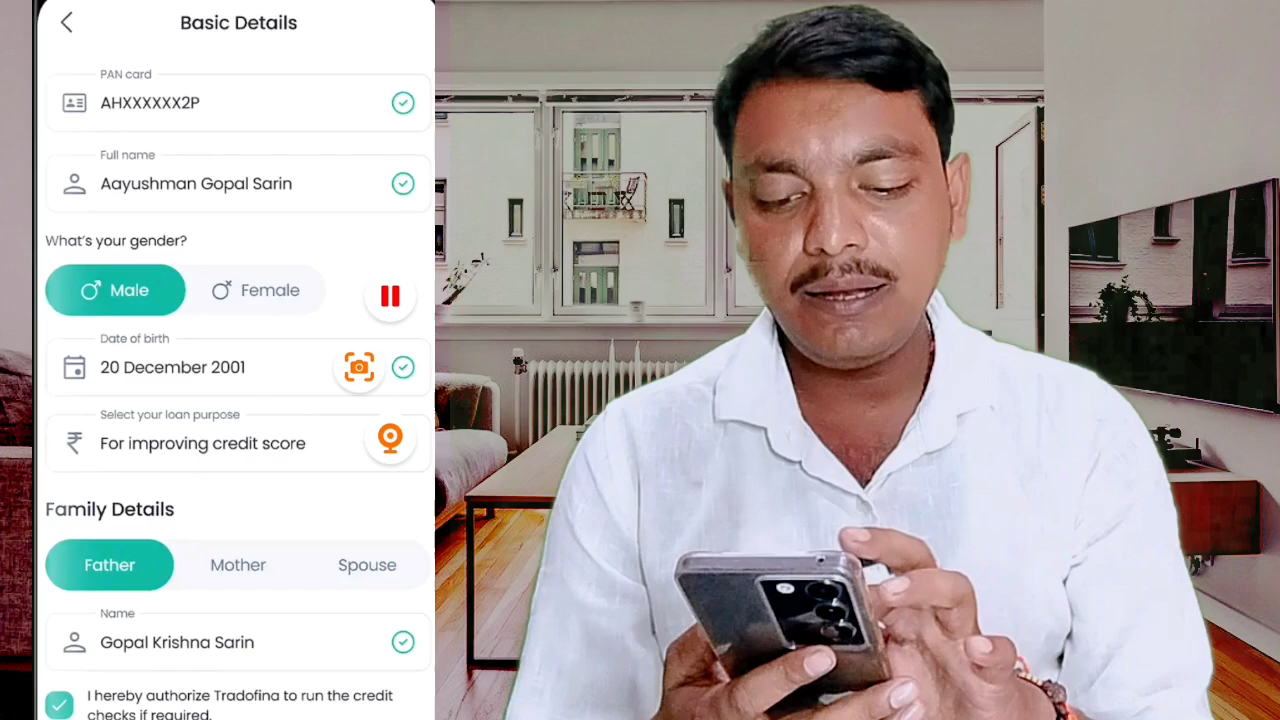 Basic Details
PAN card
AHXXXXXX2P
Full name
Aayushman Gopal Sarin
What's your gender?
Male
Female
Date of birth
20 December 2001
Select your loan purpose
For improving credit score
Family Details
Father
Mother
Spouse
Name
Gopal Krishna Sarin
I hereby authorize Tradofina to run the credit
checks if required.